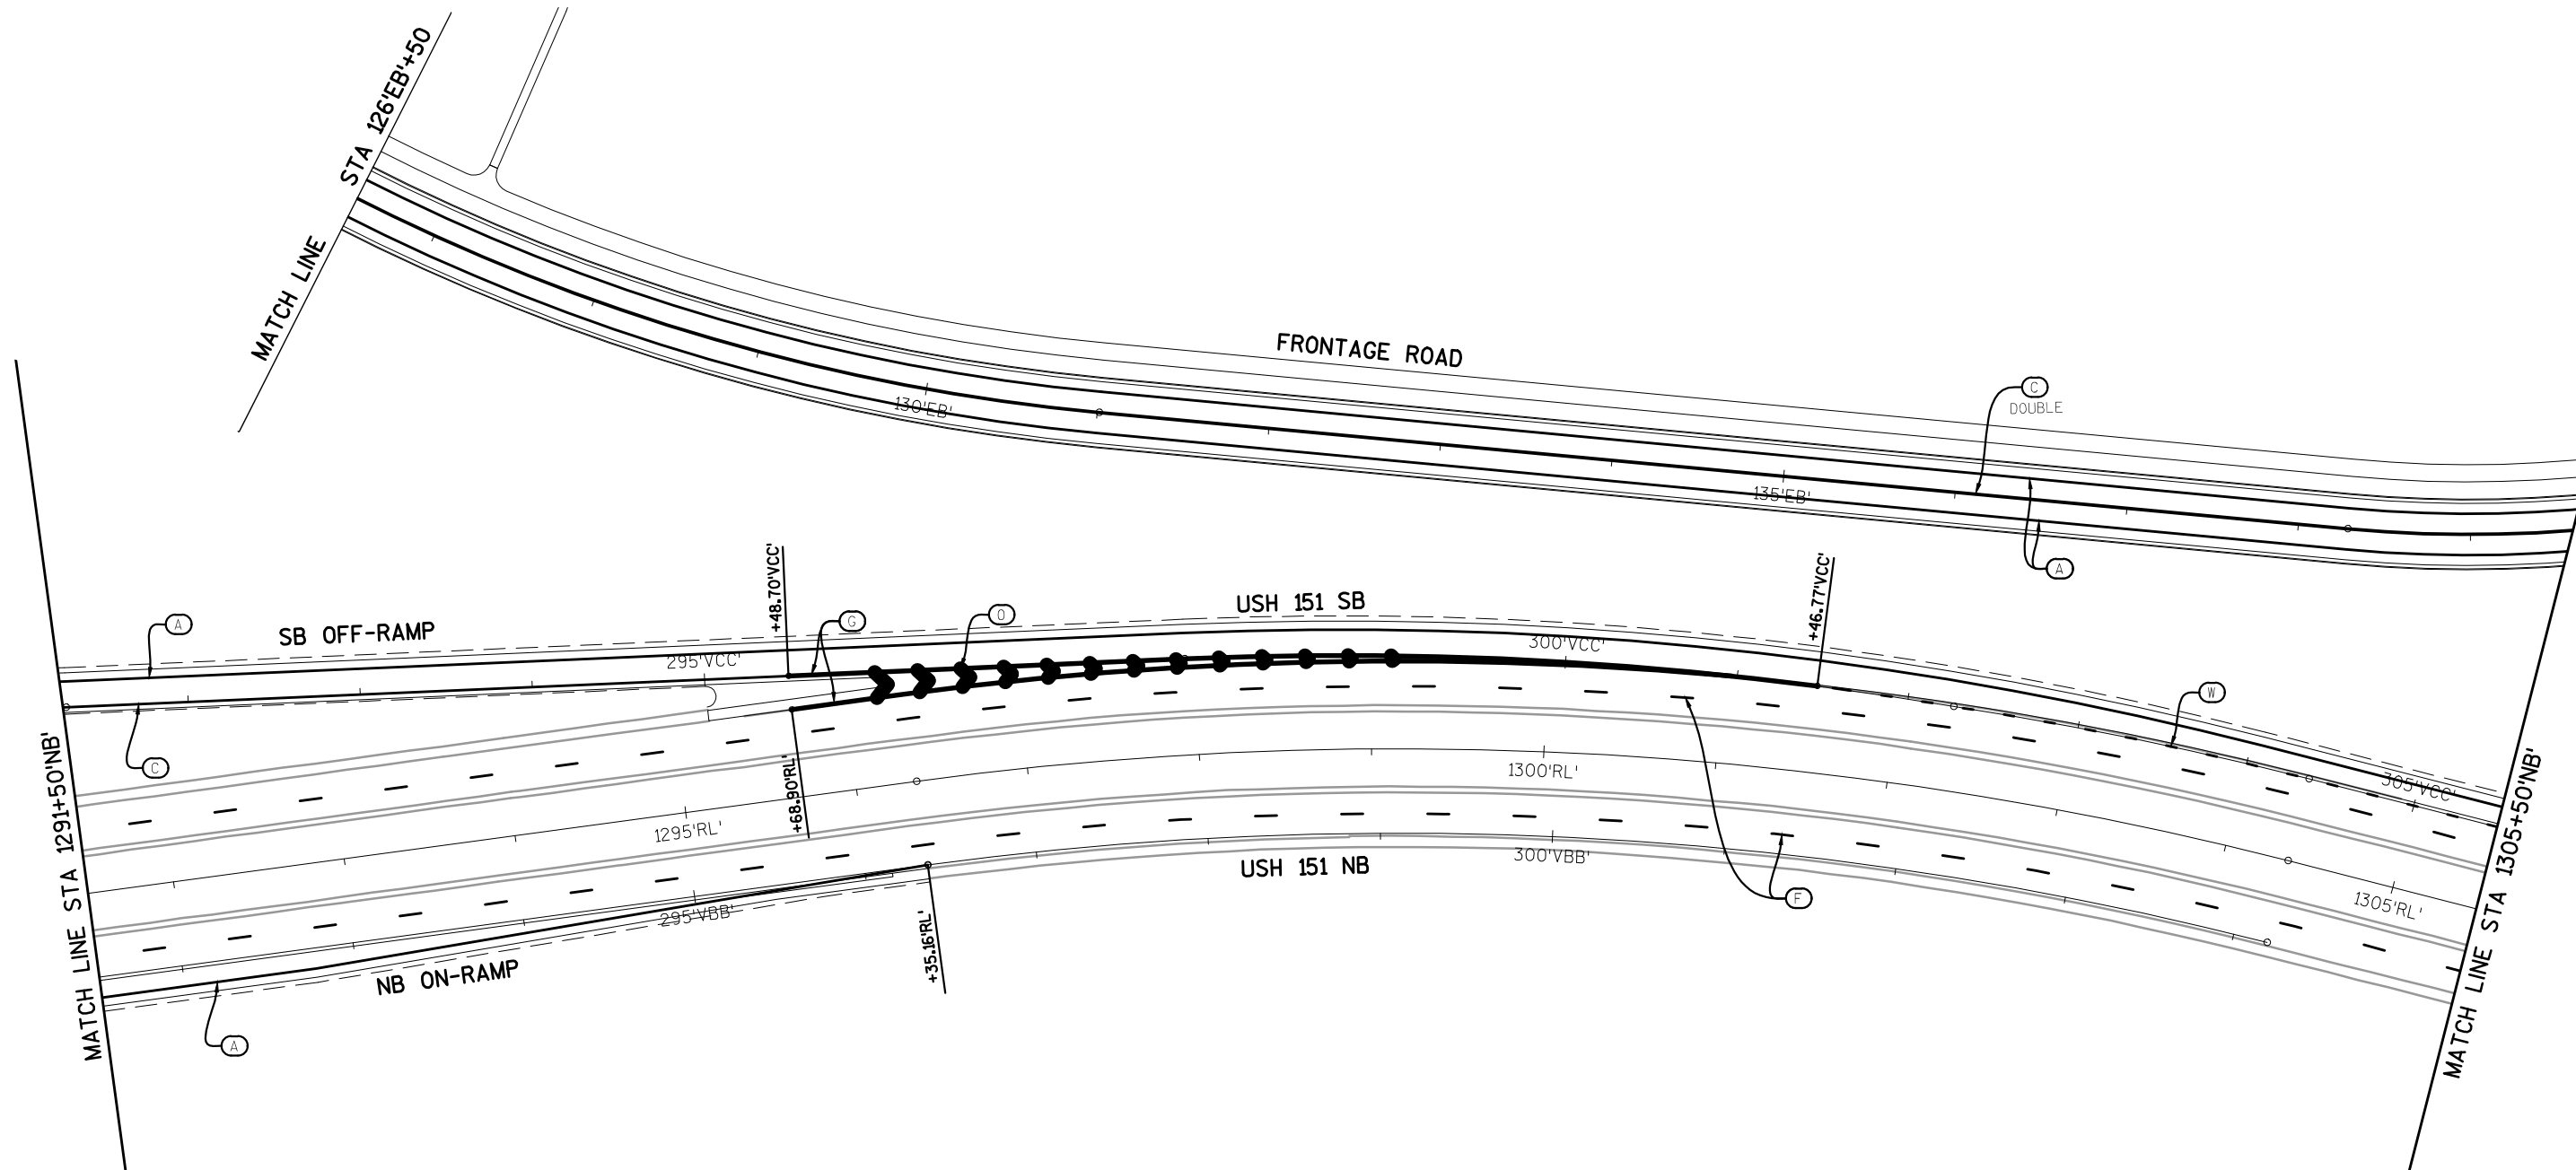 STA 126'EB'+50
MATCH LINE
FRONTAGE ROAD
C
DOUBLE
130'EB'
135'EB'
A
+48.70'VCC'
+46.77'VCC'
A
SB OFF-RAMP
G
O
USH 151 SB
295'VCC'
300'VCC'
W
C
305'VCC'
+68.90'RL'
1295'RL'
1300'RL'
300'VBB'
USH 151 NB
F
1305'RL'
295'VBB'
+35.16'RL'
NB ON-RAMP
A
MATCH LINE STA 1291+50'NB'
MATCH LINE STA 1305+50'NB'